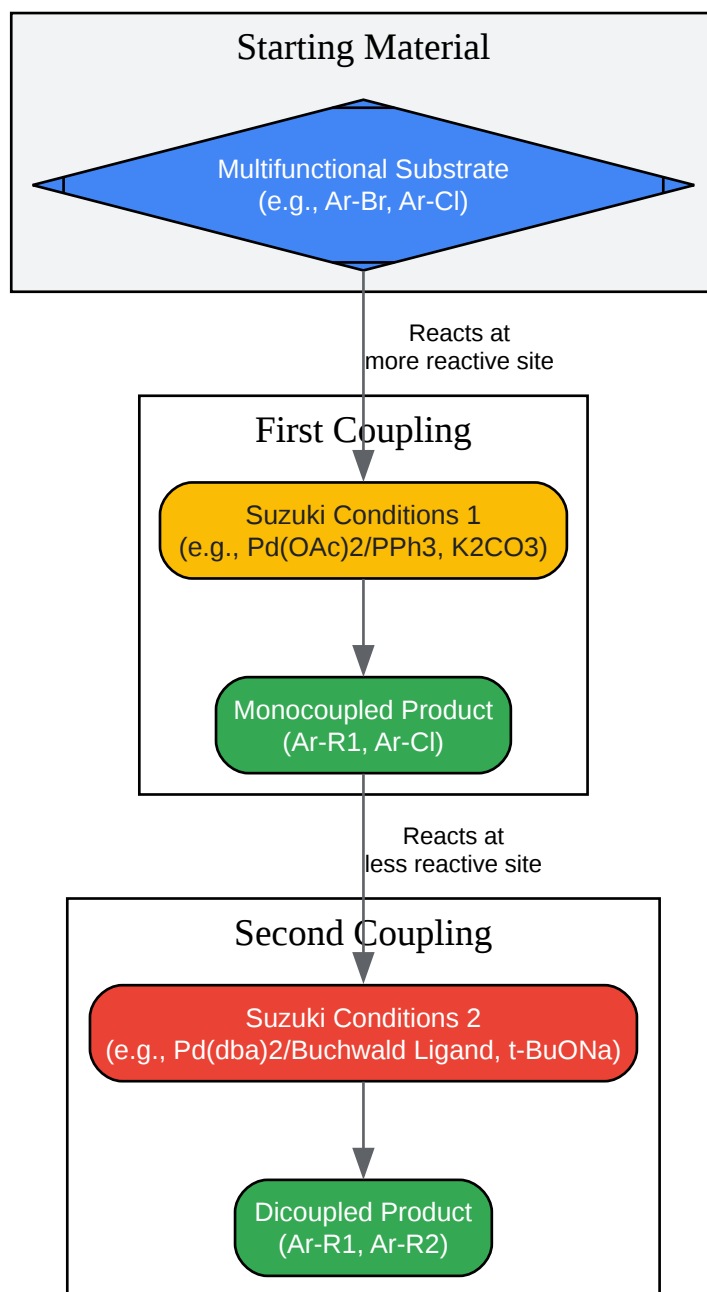 Starting Material
Multifunctional Substrate
(e.g., Ar-Br, Ar-Cl)
Reacts at
more reactive site
First Coupling
Suzuki Conditions 1
(e.g., Pd(OAc)2/PPh3, K2CO3)
Monocoupled Product
(Ar-R1, Ar-Cl)
Reacts at
less reactive site
Second Coupling
Suzuki Conditions 2
(e.g., Pd(dba)2/Buchwald Ligand, t-BuONa)
Dicoupled Product
(Ar-R1, Ar-R2)